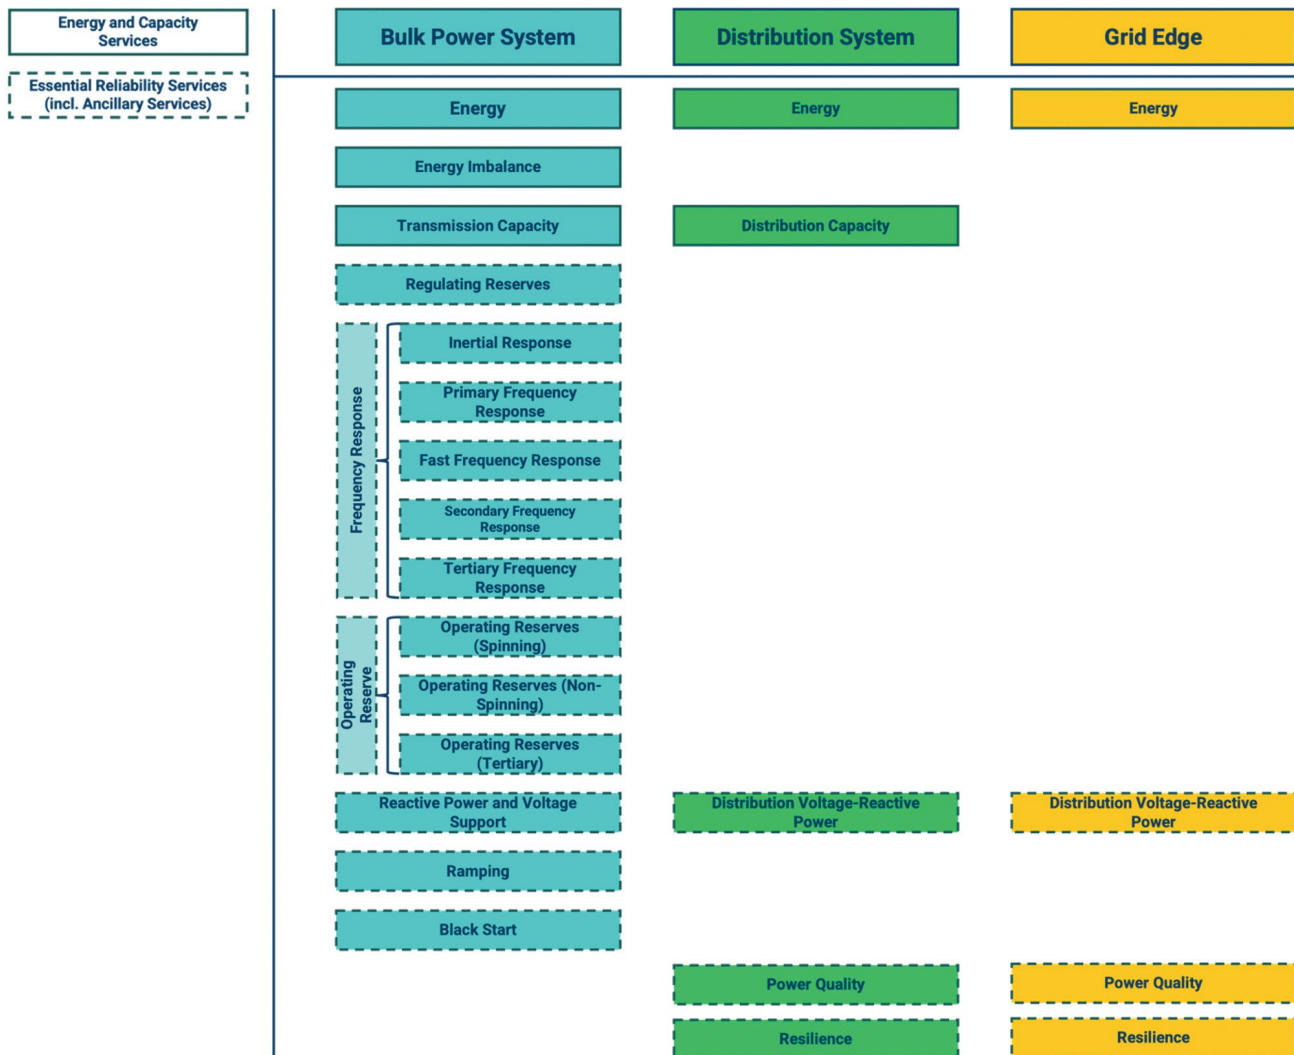 Energy and Capacity
Services
Essential Reliability Services
(incl. Ancillary Services)
Bulk Power System
Distribution System
Grid Edge
Energy
Energy
Energy
Energy Imbalance
Transmission Capacity
Distribution Capacity
Regulating Reserves
Frequency Response
Inertial Response
Primary Frequency
Response
Fast Frequency Response
Secondary Frequency
Response
Tertiary Frequency
Response
Operating
Reserve
Operating Reserves
(Spinning)
Operating Reserves (Non-
Spinning)
Operating Reserves
(Tertiary)
Reactive Power and Voltage
Support
Distribution Voltage-Reactive
Power
Distribution Voltage-Reactive
Power
Ramping
Black Start
Power Quality
Power Quality
Resilience
Resilience